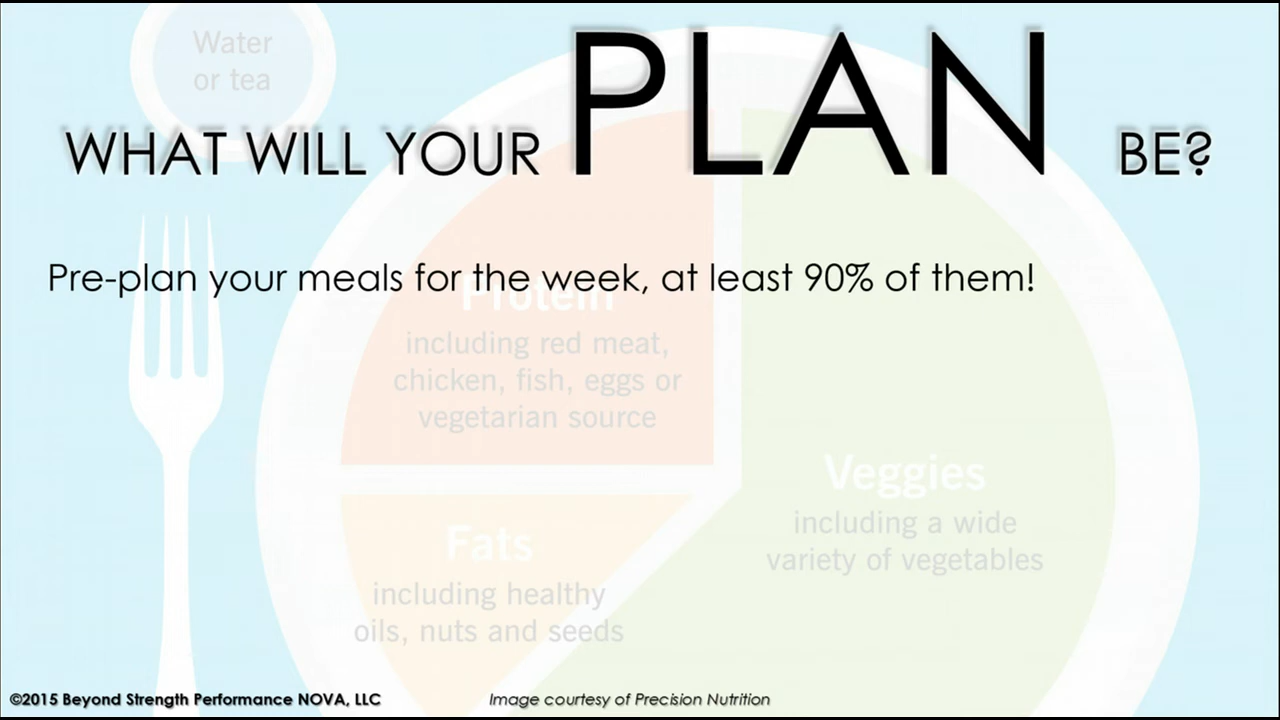 Water
or tea
WHAT WILL YOUR PLAN BE?
Pre-plan your meals for the week, at least 90% of them!
Protein
including red meat,
chicken, fish, eggs or
vegetarian source
Veggies
including a wide
variety of vegetables
Fats
including healthy
oils, nuts and seeds
©2015 Beyond Strength Performance NOVA, LLC
Image courtesy of Precision Nutrition